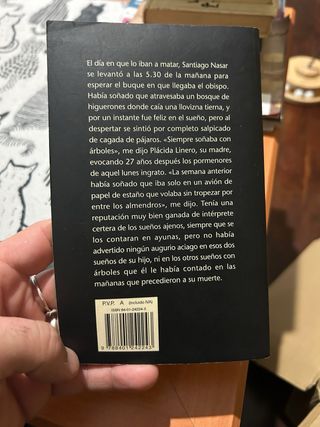 El día en que lo iban a matar, Santiago Nasar
se levantó a las 5.30 de la mañana para
esperar el buque en que llegaba el obispo.
Había soñado que atravesaba un bosque de
higuerones donde caía una llovizna tierna, y
por un instante fue feliz en el sueño, pero al
despertar se sintió por completo salpicado
de cagada de pájaros. «Siempre soñaba con
árboles», me dijo Plácida Linero, su madre,
evocando 27 años después los pormenores
de aquel lunes ingrato. «La semana anterior
había soñado que iba solo en un avión de
papel de estaño que volaba sin tropezar por
entre los almendros», me dijo. Tenía una
reputación muy bien ganada de intérprete
certera de los sueños ajenos, siempre que se
los contaran en ayunas, pero no había
advertido ningún augurio aciago en esos dos
sueños de su hijo, ni en los otros sueños con
árboles que él le había contado en las
mañanas que precedieron a su muerte.
P.V.P. A (incluido IVA)
ISBN 84-01-24224-3
9 788401 242243